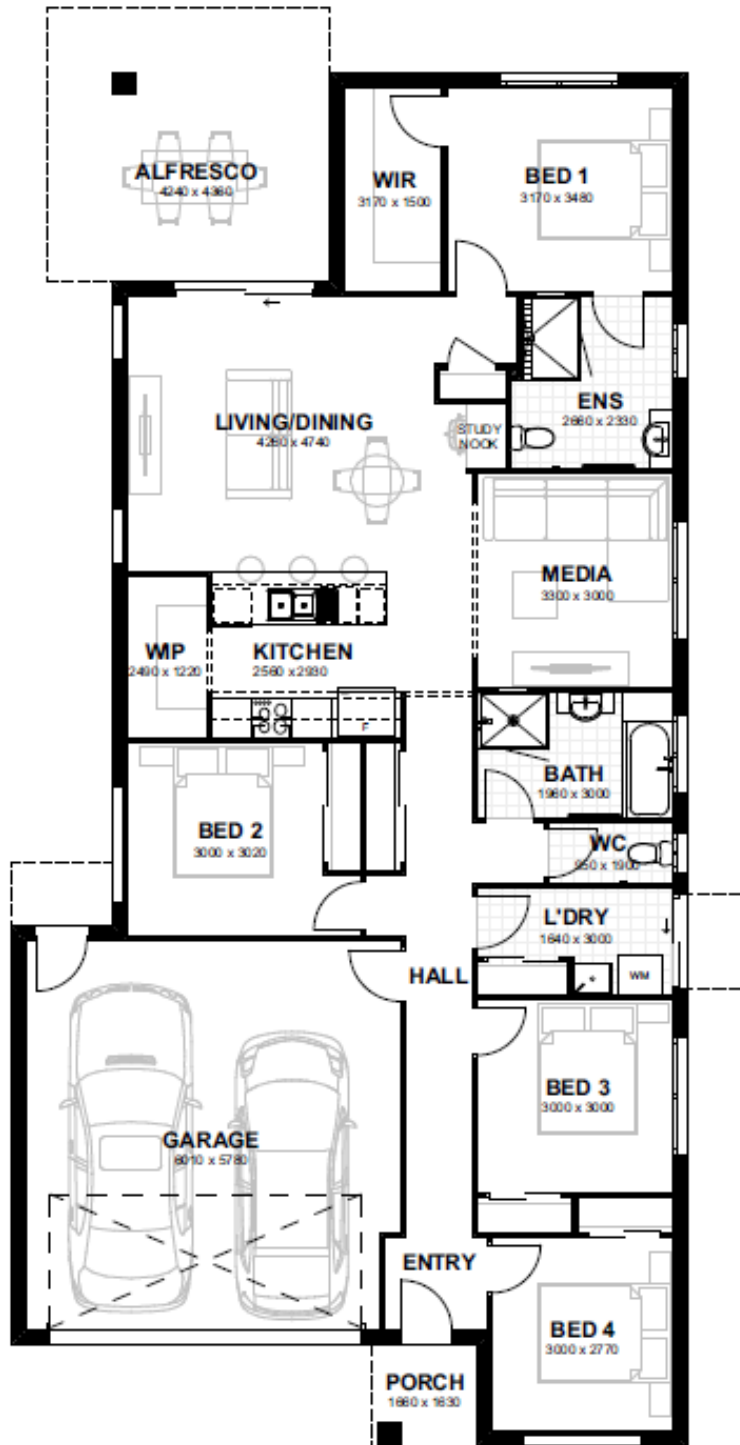 ALFRESCO
4240 x 4360
WIR
3170 x 1500
BED 1
3170 x 3480
LIVING/DINING
4260 x 4740
STUDY
NOOK
ENS
2660 x 2330
MEDIA
3300 x 3000
WIP
2490 x 1220
KITCHEN
2560 x 2930
F
BATH
1960 x 3000
BED 2
3000 x 3020
WC
950 x 1900
L'DRY
1640 x 3000
WM
HALL
BED 3
3000 x 3000
GARAGE
6010 x 5780
ENTRY
BED 4
3000 x 2770
PORCH
1660 x 1630